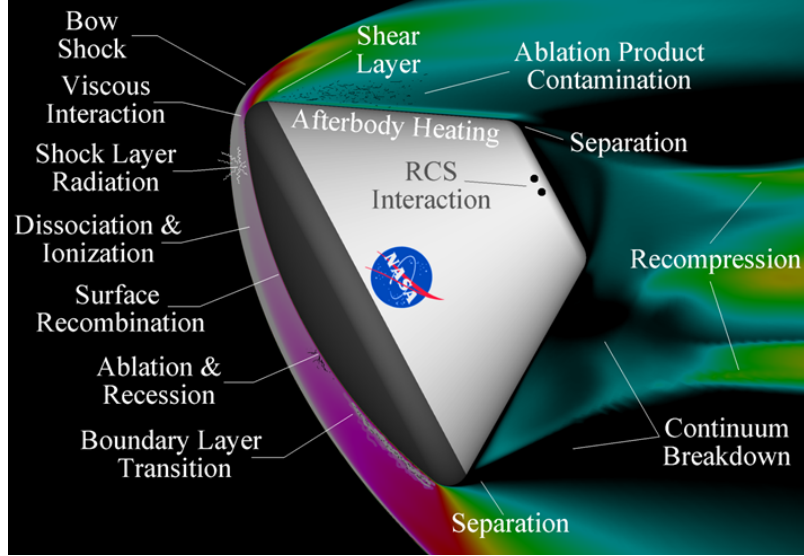 Bow
Shock
Shear
Layer
Ablation Product
Contamination
Viscous
Interaction
Afterbody Heating
Separation
Shock Layer
Radiation
RCS
Interaction
Dissociation &
Ionization
NASA
Recompression
Surface
Recombination
Ablation &
Recession
Boundary Layer
Transition
Continuum
Breakdown
Separation